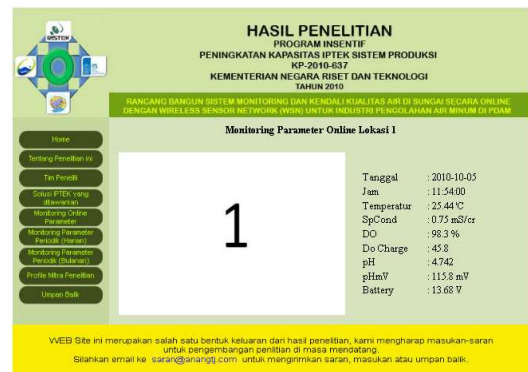 RISTEK
HASIL PENELITIAN
PROGRAM INSENTIF
PENINGKATAN KAPASITAS IPTEK SISTEM PRODUKSI
KP-2010-637
KEMENTERIAN NEGARA RISET DAN TEKNOLOGI
TAHUN 2010
RANCANG BANGUN SISTEM MONITORING DAN KENDALI KUALITAS AIR DI SUNGAI SECARA ONLINE
DENGAN WIRELESS SENSOR NETWORK (WSN) UNTUK INDUSTRI PENGOLAHAN AIR MINUM DI PDAM
Home
Tentang Penelitian ini
Tim Peneliti
Solusi IPTEK yang
ditawarkan
Monitoring Online
Parameter
Monitoring Parameter
Periodik (Harian)
Monitoring Parameter
Periodik (Bulanan)
Profile Mitra Penelitian
Umpan Balik
Monitoring Parameter Online Lokasi 1
1
Tanggal : 2010-10-05
Jam : 11:54:00
Temperatur : 25.44 'C
SpCond : 0.75 mS/cr
DO : 98.3 %
Do Charge : 45.8
pH : 4.742
pHmV : 115.8 mV
Battery : 13.68 V
WEB Site ini merupakan salah satu bentuk keluaran dari hasil penelitian, kami mengharap masukan-saran
untuk pengembangan penlitian di masa mendatang.
Silahkan email ke saran@anangtj.com untuk mengirimkan saran, masukan atau umpan balik.